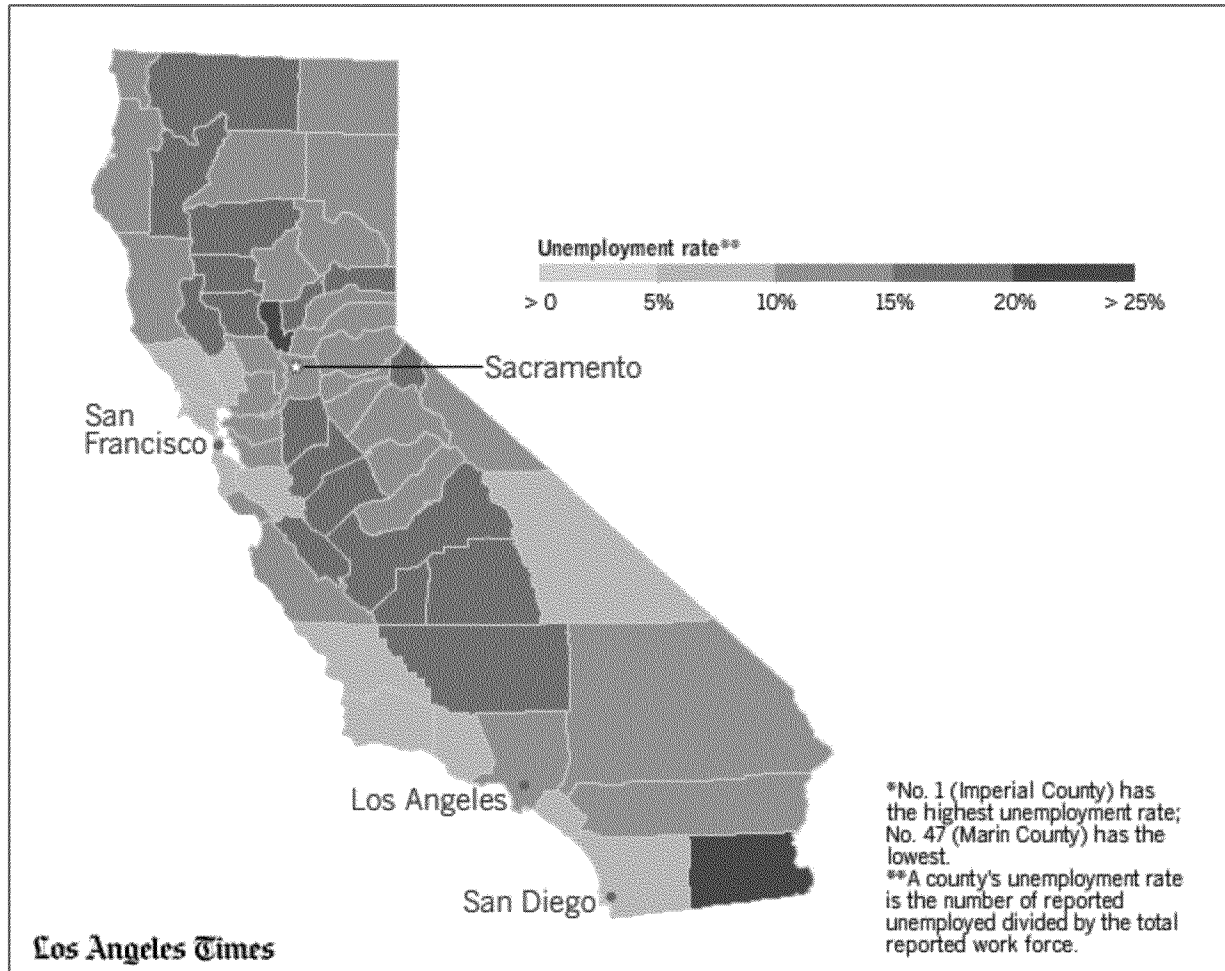 Unemployment rate**
> 0 5% 10% 15% 20% > 25%
Sacramento
San
Francisco
Los Angeles
San Diego
*No. 1 (Imperial County) has
the highest unemployment rate;
No. 47 (Marin County) has the
lowest.
**A county's unemployment rate
is the number of reported
unemployed divided by the total
reported work force.
Los Angeles Times